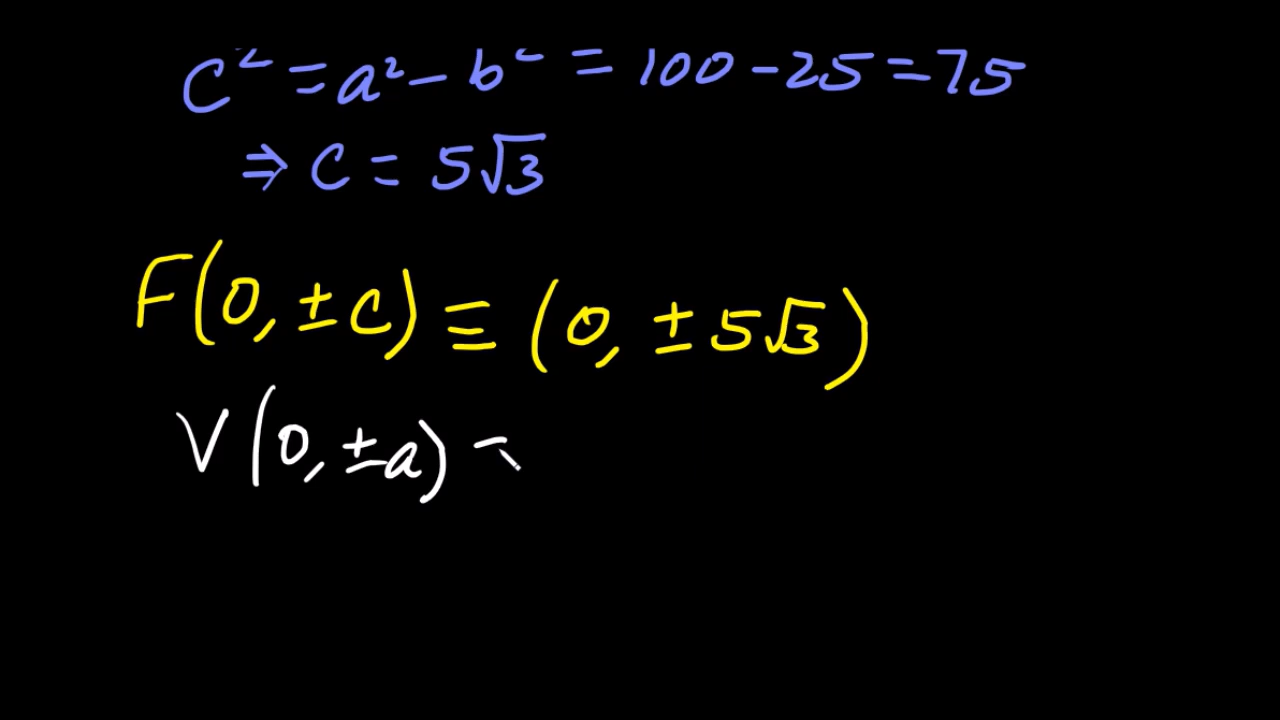 c² = a² - b² = 100 - 25 = 75
⇒ c = 5√3
F(0, ±c) ≡ (0, ±5√3)
V(0, ±a)